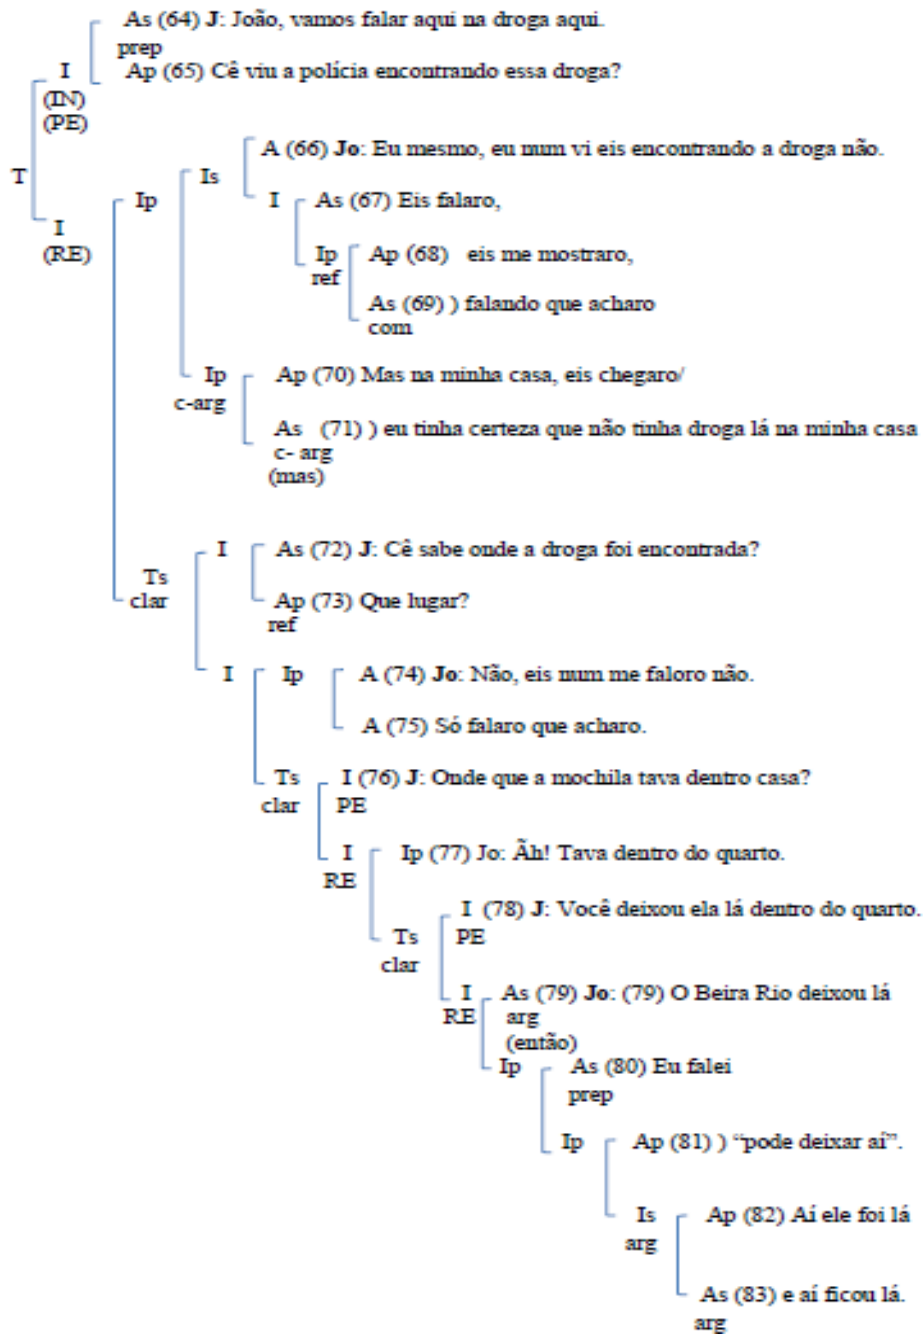 As (64) J: João, vamos falar aqui na droga aqui.
prep
I Ap (65) Cê viu a polícia encontrando essa droga?
(IN)
(PE)
A (66) Jo: Eu mesmo, eu num vi eis encontrando a droga não.
T Is
Ip I As (67) Eis falaro,
I
(RE) Ip Ap (68) eis me mostraro,
ref
As (69) ) falando que acharo
com
Ip Ap (70) Mas na minha casa, eis chegaro/
c-arg
As (71) ) eu tinha certeza que não tinha droga lá na minha casa
c- arg
(mas)
I As (72) J: Cê sabe onde a droga foi encontrada?
Ts
clar Ap (73) Que lugar?
ref
I Ip A (74) Jo: Não, eis num me faloro não.
A (75) Só falaro que acharo.
Ts I (76) J: Onde que a mochila tava dentro casa?
clar PE
I Ip (77) Jo: Ãh! Tava dentro do quarto.
RE
I (78) J: Você deixou ela lá dentro do quarto.
Ts PE
clar
I As (79) Jo: (79) O Beira Rio deixou lá
RE arg
(então)
Ip As (80) Eu falei
prep
Ip Ap (81) ) “pode deixar aí”.
Is Ap (82) Aí ele foi lá
arg
As (83) e aí ficou lá.
arg